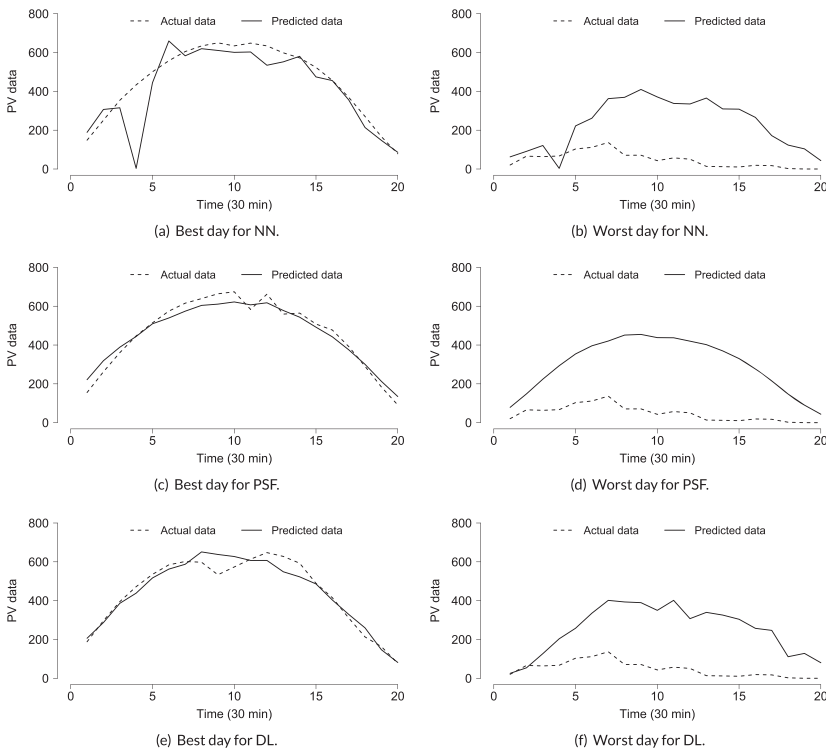 Actual data Predicted data
PV data
800
600
400
200
0
0 5 10 15 20
Time (30 min)
(a) Best day for NN.
Actual data Predicted data
PV data
800
600
400
200
0
0 5 10 15 20
Time (30 min)
(b) Worst day for NN.
Actual data Predicted data
PV data
800
600
400
200
0
0 5 10 15 20
Time (30 min)
(c) Best day for PSF.
Actual data Predicted data
PV data
800
600
400
200
0
0 5 10 15 20
Time (30 min)
(d) Worst day for PSF.
Actual data Predicted data
PV data
800
600
400
200
0
0 5 10 15 20
Time (30 min)
(e) Best day for DL.
Actual data Predicted data
PV data
800
600
400
200
0
0 5 10 15 20
Time (30 min)
(f) Worst day for DL.